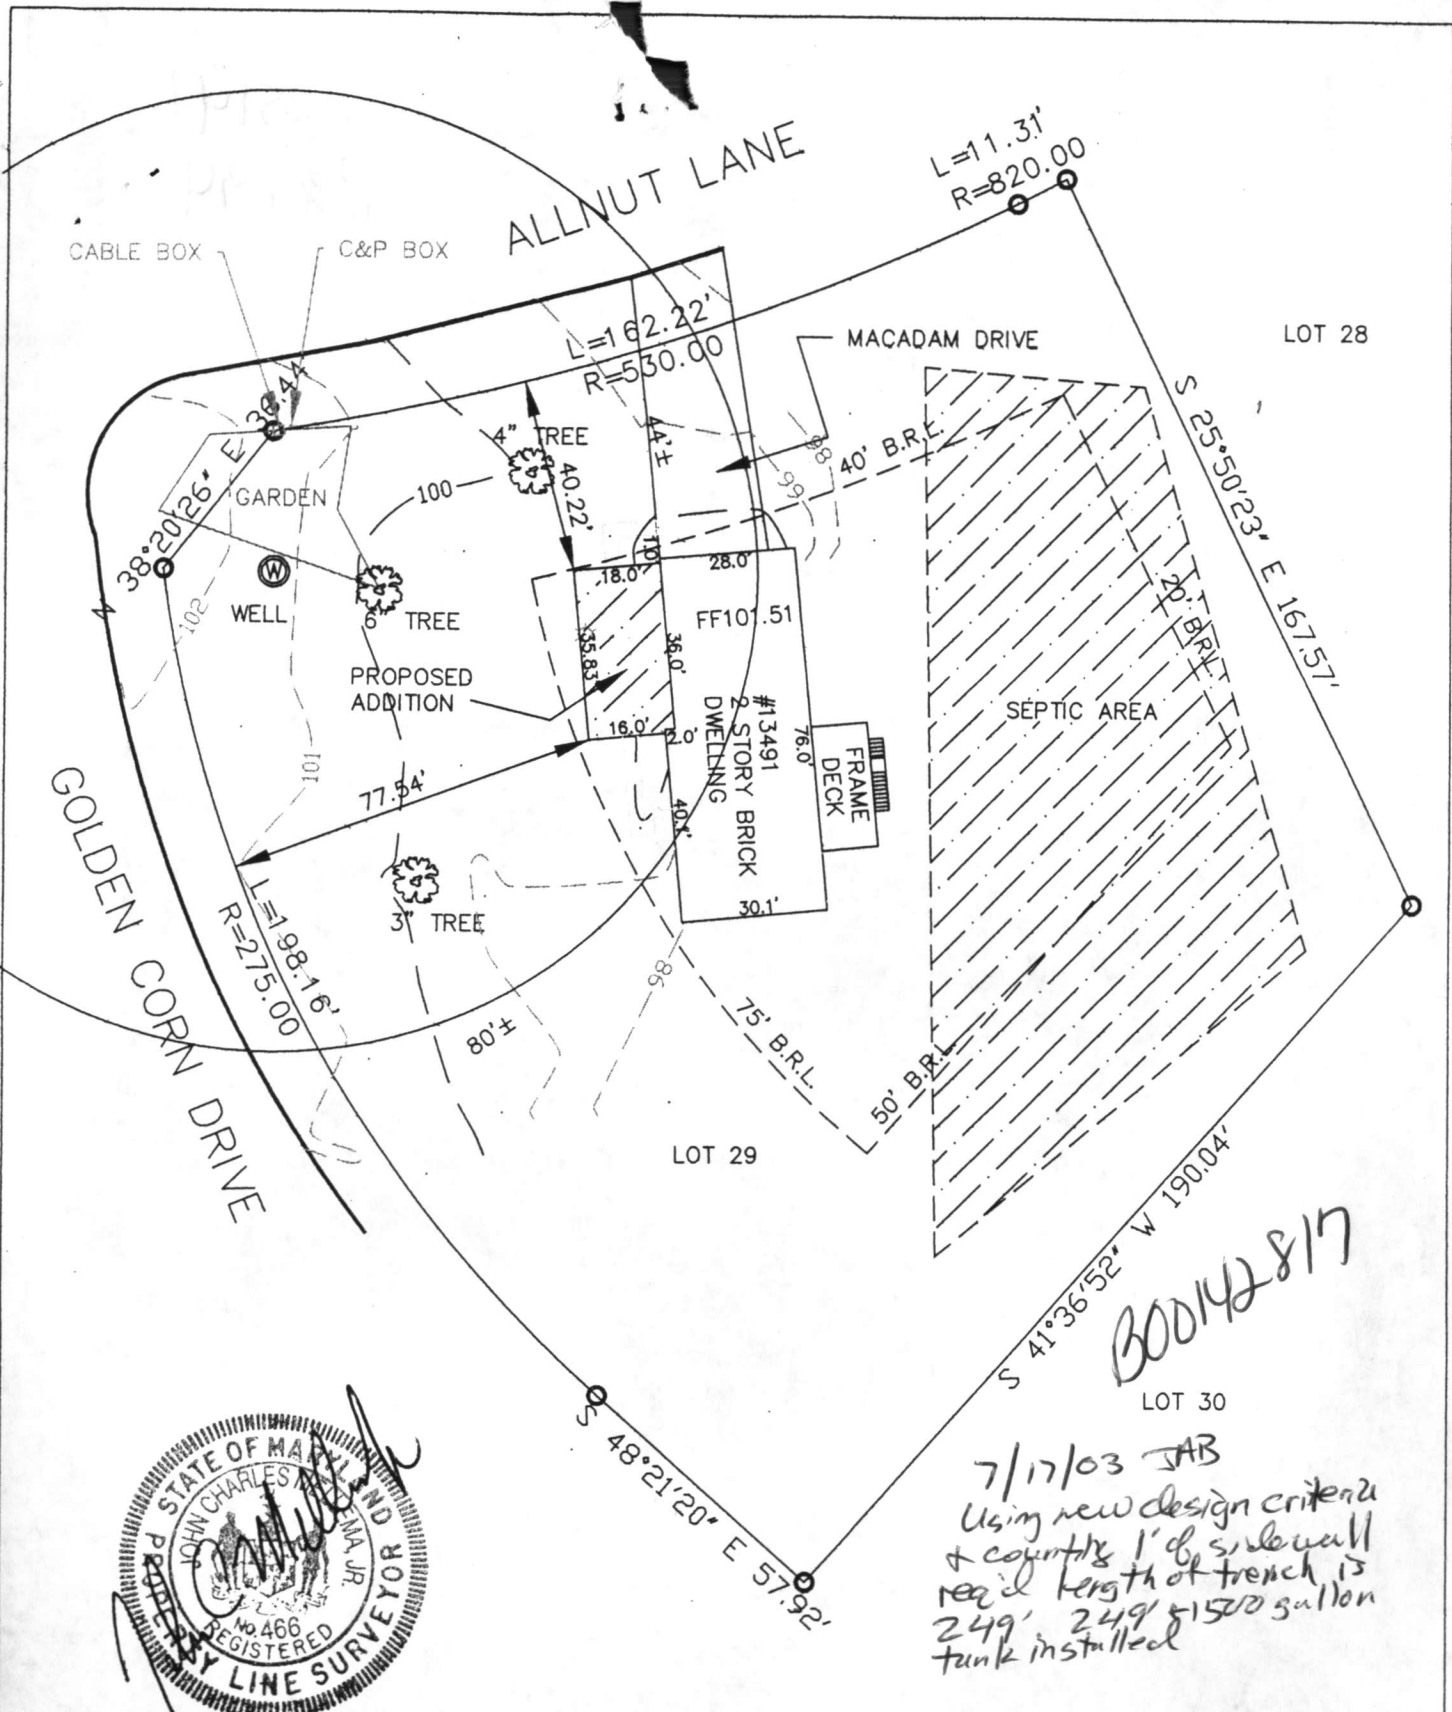 L=11.31'
R=820.00
ALLNUT LANE
CABLE BOX
C&P BOX
LOT 28
L=162.22'
R=530.00
MACADAM DRIVE
N 38°20'26" E 38.44
S 25°50'23" E 167.57'
4" TREE
44'±
40' B.R.L.
98
99
100
GARDEN
40.22'
1.0'
18.0'
28.0'
20' BRL
102
WELL
W
6" TREE
FF101.51
35.83'
36.0'
PROPOSED
ADDITION
#13491
2 STORY BRICK
DWELLING
SEPTIC AREA
16.0'
2.0'
76.0'
FRAME
DECK
101
77.54'
40.1'
GOLDEN CORN DRIVE
3" TREE
30.1'
L=198.16'
R=275.00
98
80'±
75' B.R.L.
50' B.R.L.
LOT 29
S 41°36'52" W 190.04'
B00142817
LOT 30
S 48°21'20" E 57.92'
7/17/03 JAB
Using new design criteria
& counting 1' of sidewall
req'd length of trench is
249' 249' & 1500 gallon
tank installed
STATE OF MARYLAND
JOHN CHARLES JR.
No. 466
REGISTERED
PROPERTY LINE SURVEYOR